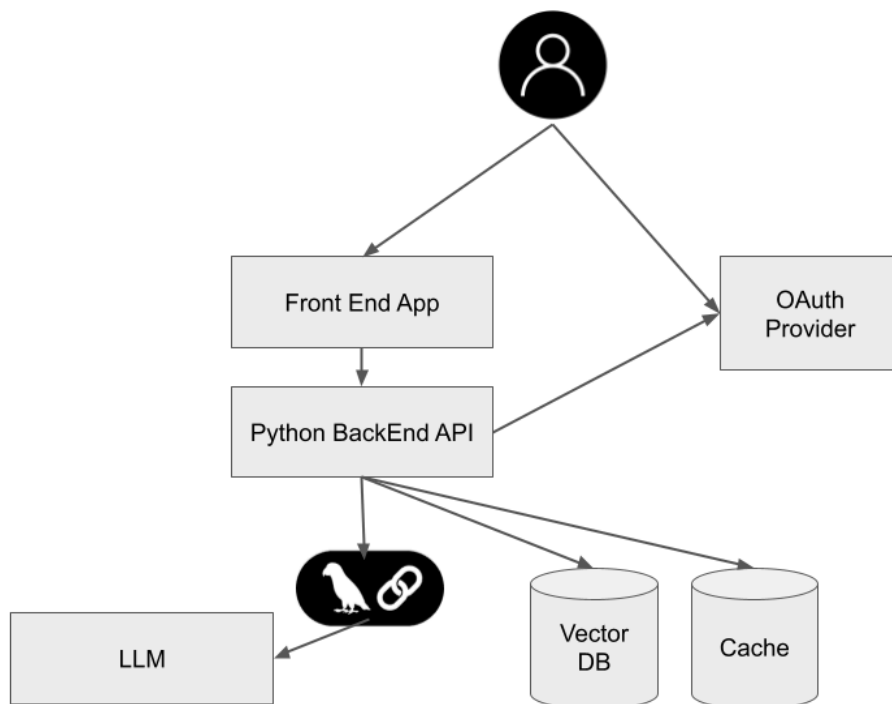 Front End App
OAuth
Provider
Python BackEnd API
LLM
Vector
DB
Cache